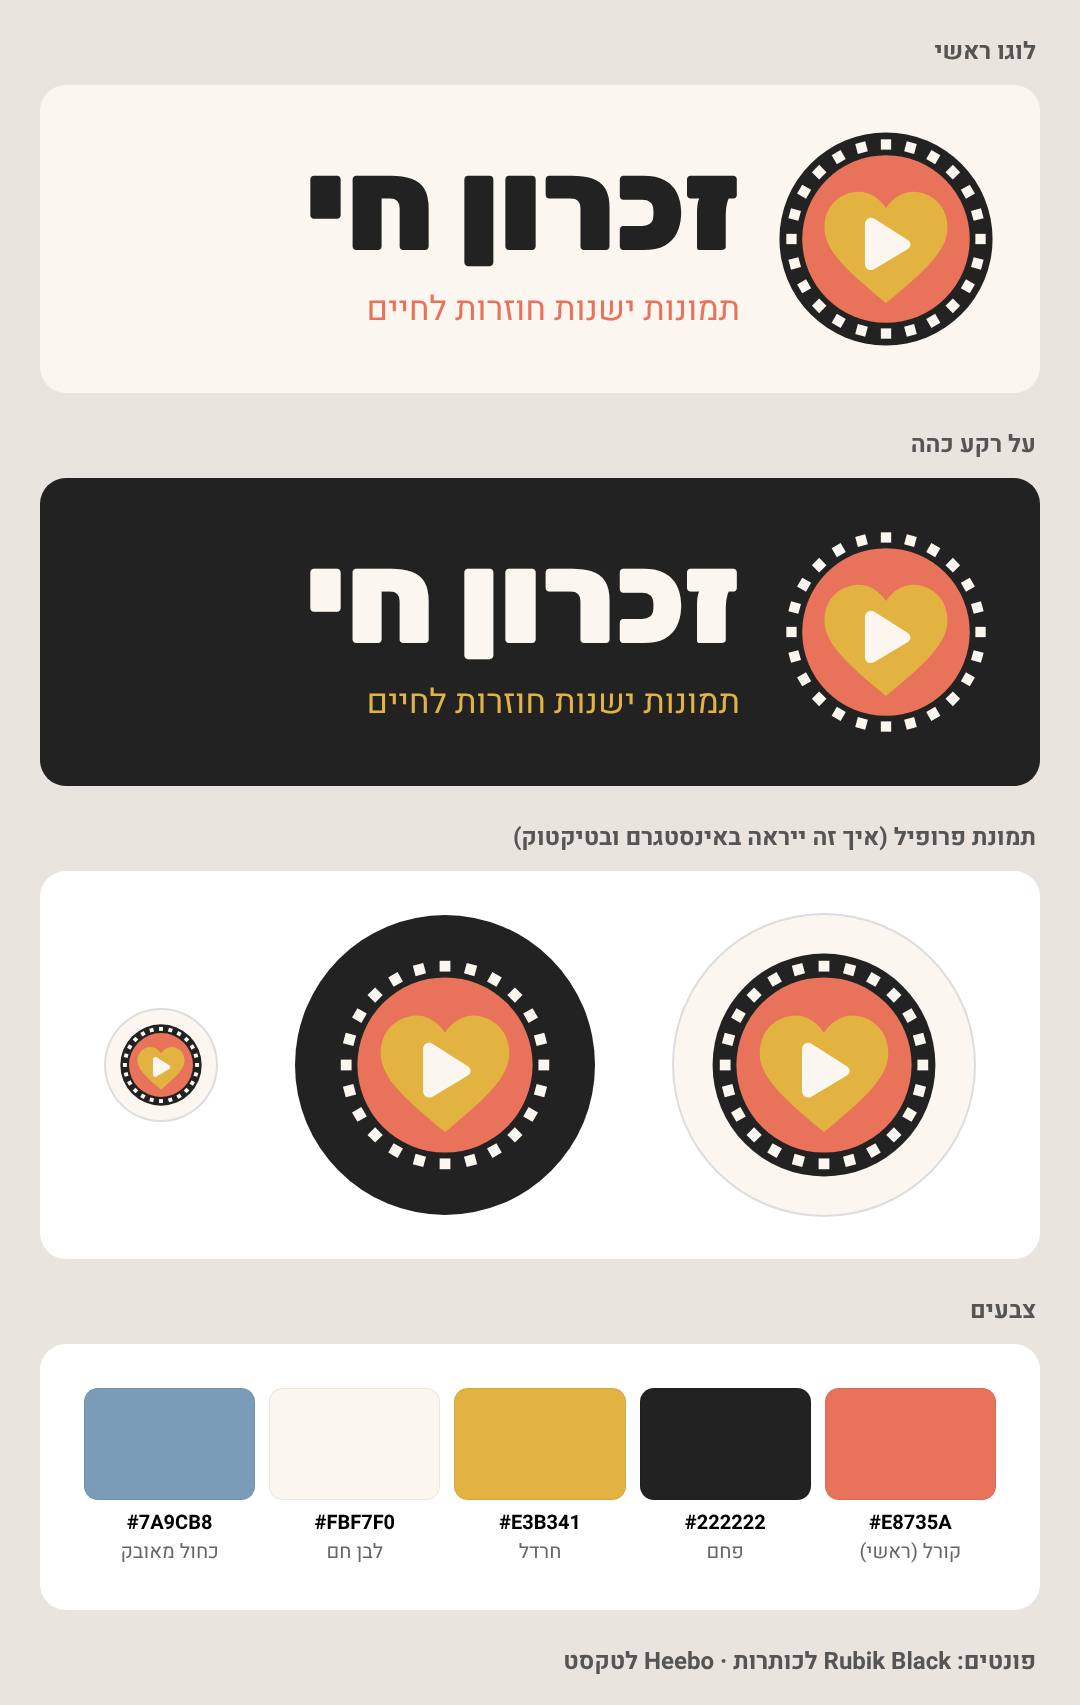 לוגו ראשי
זכרון חי
תמונות ישנות חוזרות לחיים
על רקע כהה
זכרון חי
תמונות ישנות חוזרות לחיים
תמונת פרופיל (איך זה ייראה באינסטגרם ובטיקטוק)
צבעים
#E8735A
קורל (ראשי)
#222222
פחם
#E3B341
חרדל
#FBF7F0
לבן חם
#7A9CB8
כחול מאובק
פונטים: Rubik Black לכותרות · Heebo לטקסט